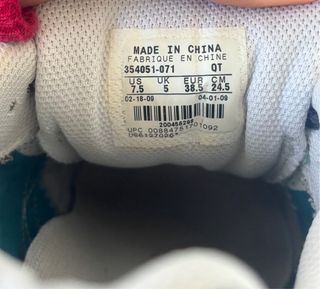 MADE IN CHINA
FABRIQUE EN CHINE
354051-071 QT
US UK EUR CM
7.5 5 38.5 24.5
02-18-09 04-01-09
UPC 00884751701092